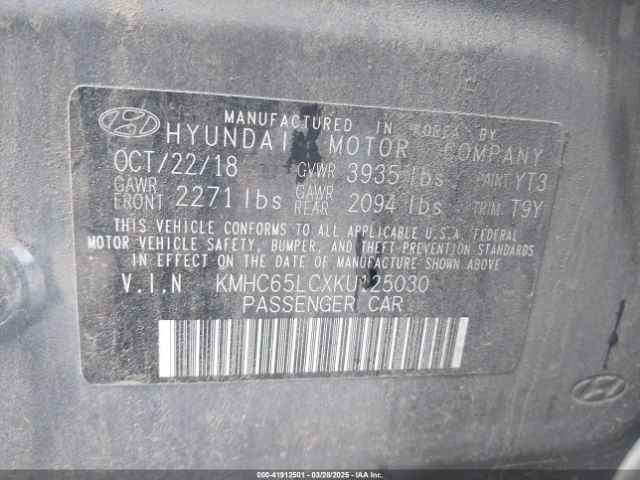 MANUFACTURED IN KOREA BY
HYUNDAI MOTOR COMPANY
OCT/22/18 GVWR 3935 lbs PAINT YT3
GAWR FRONT 2271 lbs GAWR REAR 2094 lbs TRIM T9Y
THIS VEHICLE CONFORMS TO ALL APPLICABLE U.S.A. FEDERAL
MOTOR VEHICLE SAFETY, BUMPER, AND THEFT PREVENTION STANDARDS
IN EFFECT ON THE DATE OF MANUFACTURE SHOWN ABOVE.
V.I.N KMHC65LCXKU125030
PASSENGER CAR
000-41912501 | 03/28/2025 | IAA Inc.